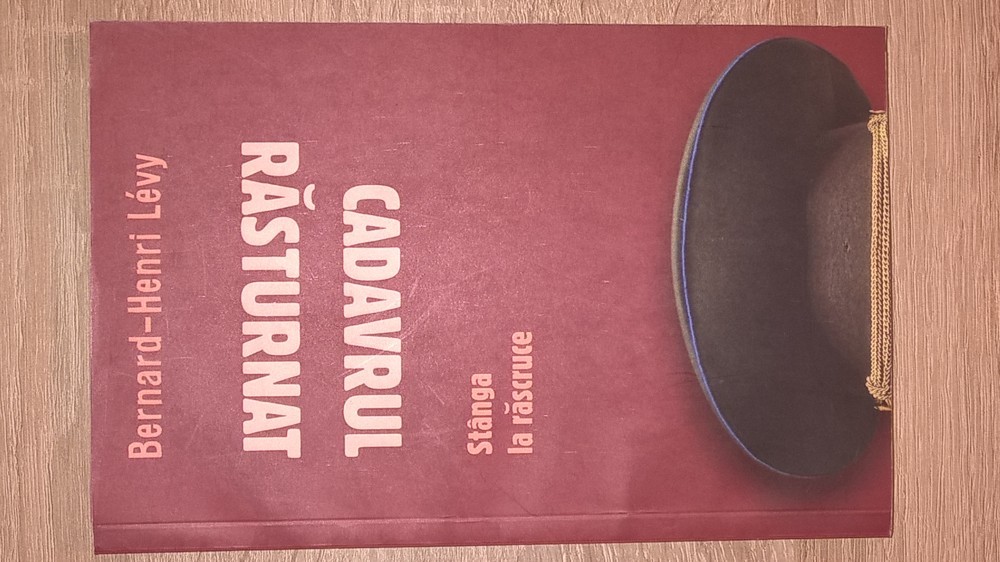 Bernard-Henri Lévy
CADAVRUL
RĂSTURNAT
Stânga
la răscruce